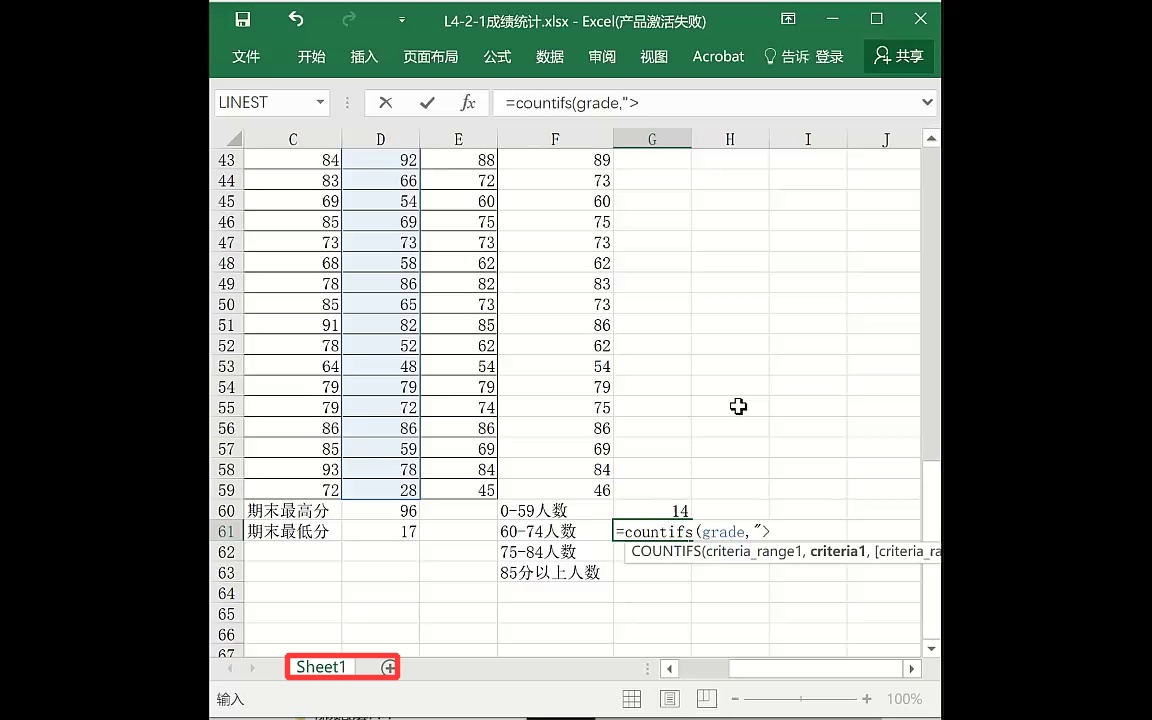 L4-2-1成绩统计.xlsx - Excel(产品激活失败)
文件 开始 插入 页面布局 公式 数据 审阅 视图 Acrobat 告诉 登录 共享
LINEST fx =countifs(grade,">
C D E F G H I J
43 84 92 88 89
44 83 66 72 73
45 69 54 60 60
46 85 69 75 75
47 73 73 73 73
48 68 58 62 62
49 78 86 82 83
50 85 65 73 73
51 91 82 85 86
52 78 52 62 62
53 64 48 54 54
54 79 79 79 79
55 79 72 74 75
56 86 86 86 86
57 85 59 69 69
58 93 78 84 84
59 72 28 45 46
60 期末最高分 96 0-59人数 14
61 期末最低分 17 60-74人数 =countifs(grade,">
62 75-84人数 COUNTIFS(criteria_range1, criteria1, [criteria_ra
63 85分以上人数
64
65
66
67
Sheet1
输入 100%